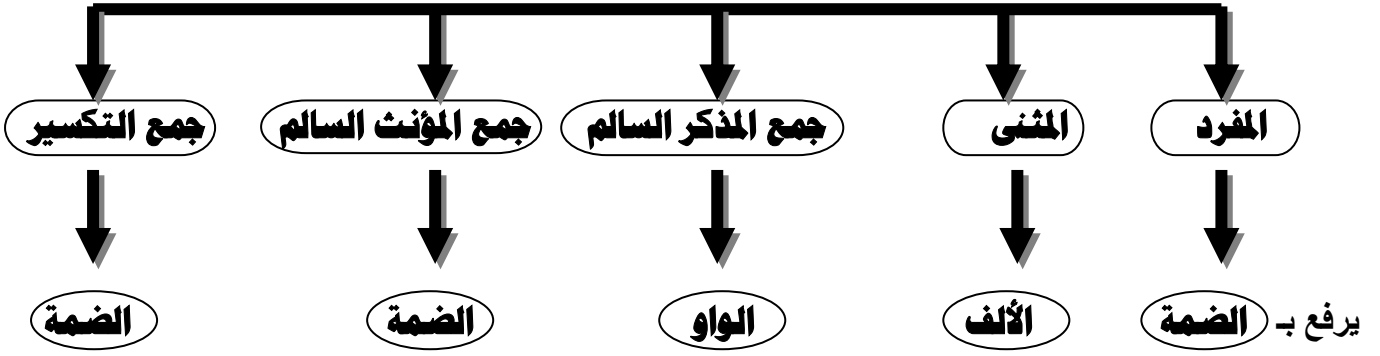 المفرد المثنى جمع المذكر السالم جمع المؤنث السالم جمع التكسير
يرفع بـ الضمة الألف الواو الضمة الضمة